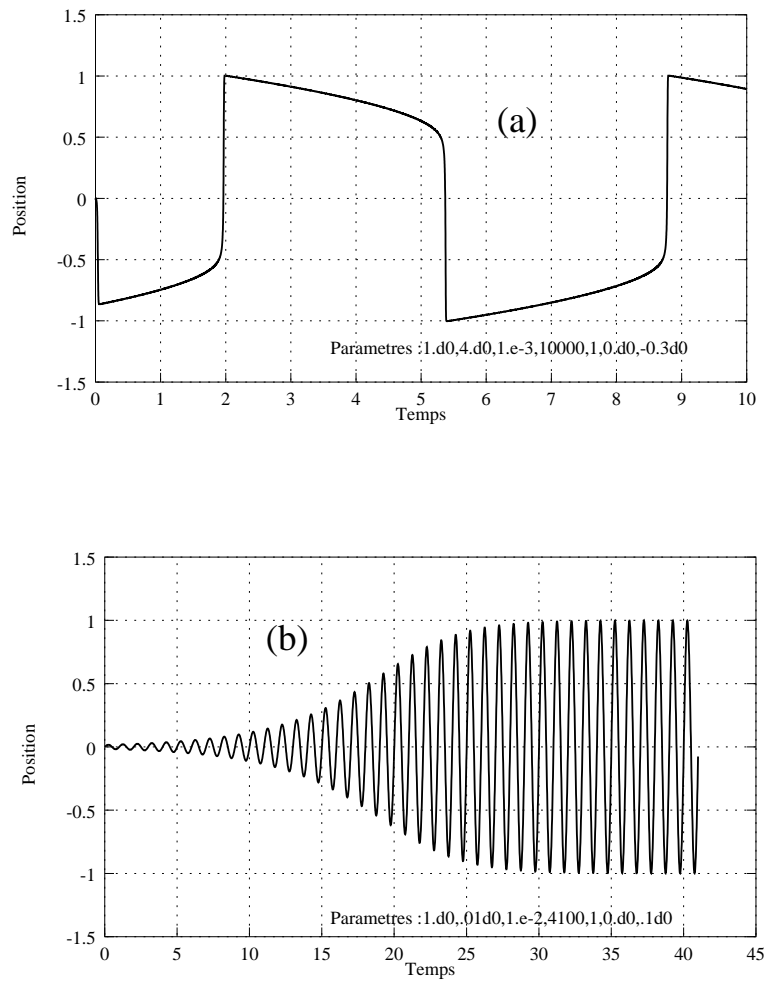 1.5
1
0.5
0
-0.5
-1
-1.5
Position
(a)
Parametres :1.d0,4.d0,1.e-3,10000,1,0.d0,-0.3d0
0 1 2 3 4 5 6 7 8 9 10
Temps
1.5
1
0.5
0
-0.5
-1
-1.5
Position
(b)
Parametres :1.d0,.01d0,1.e-2,4100,1,0.d0,.1d0
0 5 10 15 20 25 30 35 40 45
Temps